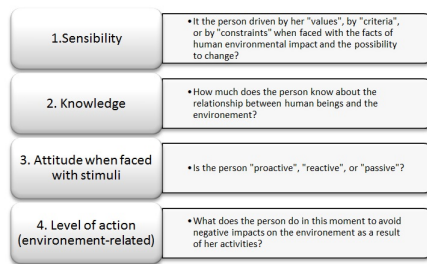 1.Sensibility
•It the person driven by her "values", by "criteria",
or by "constraints" when faced with the facts of
human environmental impact and the possibility
to change?
2. Knowledge
•How much does the person know about the
relationship between human beings and the
environement?
3. Attitude when faced
with stimuli
•Is the person "proactive", "reactive", or "passive"?
4. Level of action
(environement-related)
•What does the person do in this moment to avoid
negative impacts on the environement as a result
of her activities?